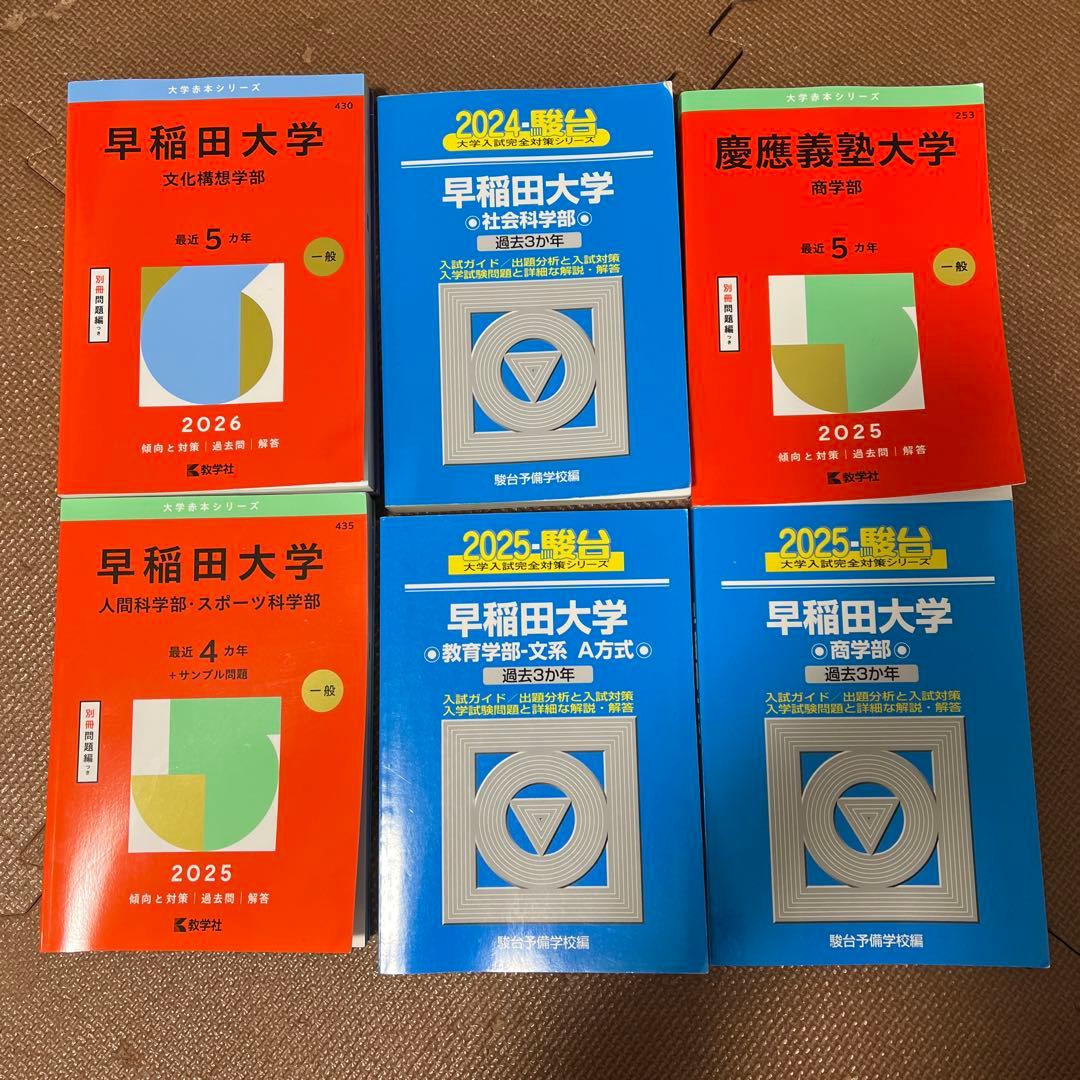 大学赤本シリーズ
430
早稲田大学
文化構想学部
最近5カ年
一般
別冊問題編つき
2026
傾向と対策|過去問|解答
教学社
2024-駿台
大学入試完全対策シリーズ
早稲田大学
社会科学部
過去3か年
入試ガイド/出題分析と入試対策
入学試験問題と詳細な解説・解答
駿台予備学校編
大学赤本シリーズ
253
慶應義塾大学
商学部
最近5カ年
一般
別冊問題編つき
2025
傾向と対策|過去問|解答
教学社
大学赤本シリーズ
435
早稲田大学
人間科学部・スポーツ科学部
最近4カ年
+サンプル問題
一般
別冊問題編つき
2025
傾向と対策|過去問|解答
教学社
2025-駿台
大学入試完全対策シリーズ
早稲田大学
教育学部-文系 A方式
過去3か年
入試ガイド/出題分析と入試対策
入学試験問題と詳細な解説・解答
駿台予備学校編
2025-駿台
大学入試完全対策シリーズ
早稲田大学
商学部
過去3か年
入試ガイド/出題分析と入試対策
入学試験問題と詳細な解説・解答
駿台予備学校編